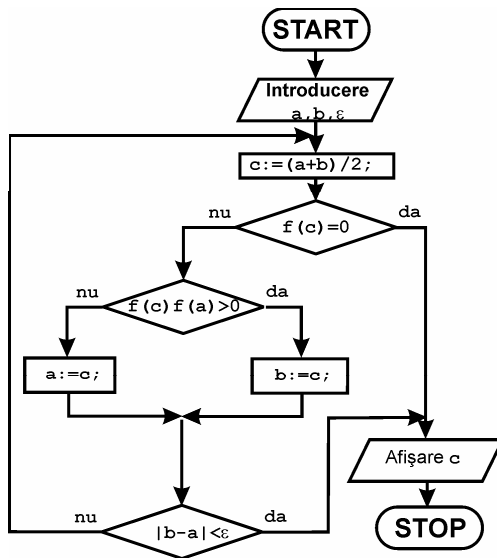 START
Introducere
a,b,ε
c:=(a+b)/2;
nu
da
f(c)=0
nu
da
f(c)f(a)>0
a:=c;
b:=c;
Afişare c
nu
da
|b-a|<ε
STOP